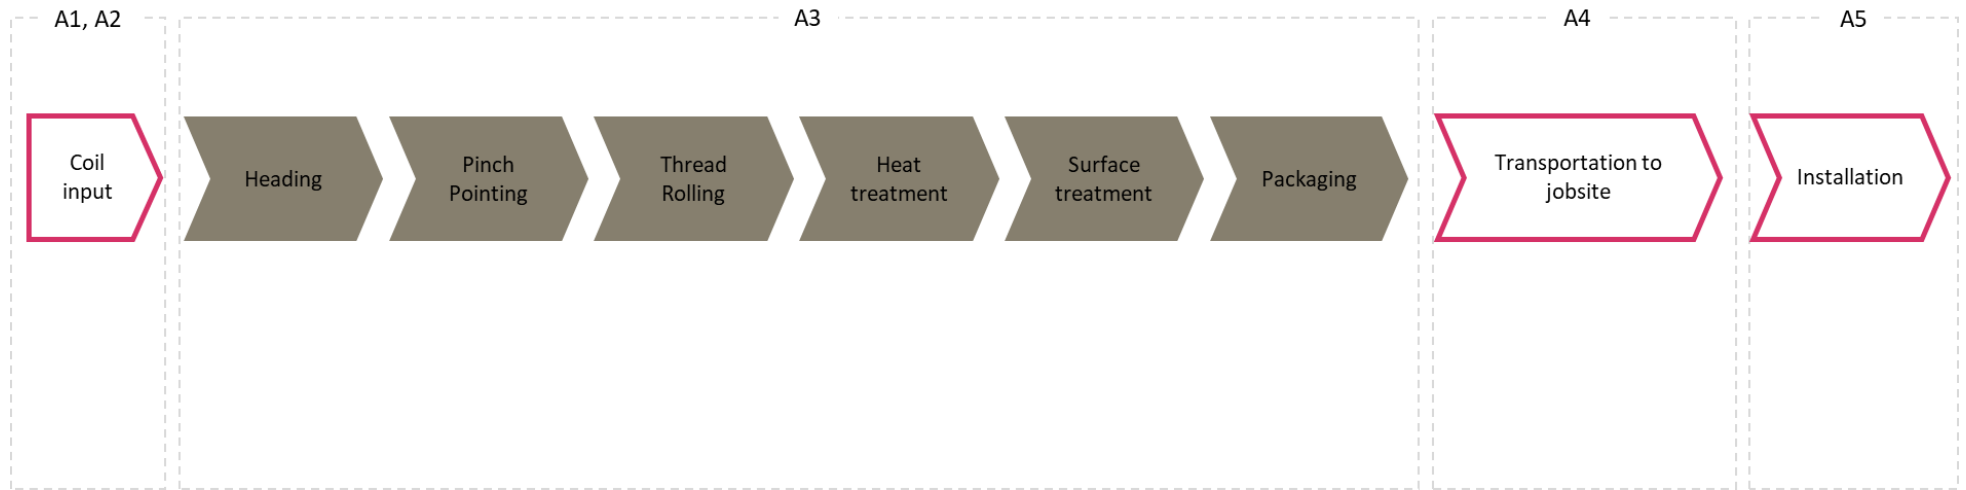 A1, A2
A3
A4
A5
Coil
input
Heading
Pinch
Pointing
Thread
Rolling
Heat
treatment
Surface
treatment
Packaging
Transportation to
jobsite
Installation